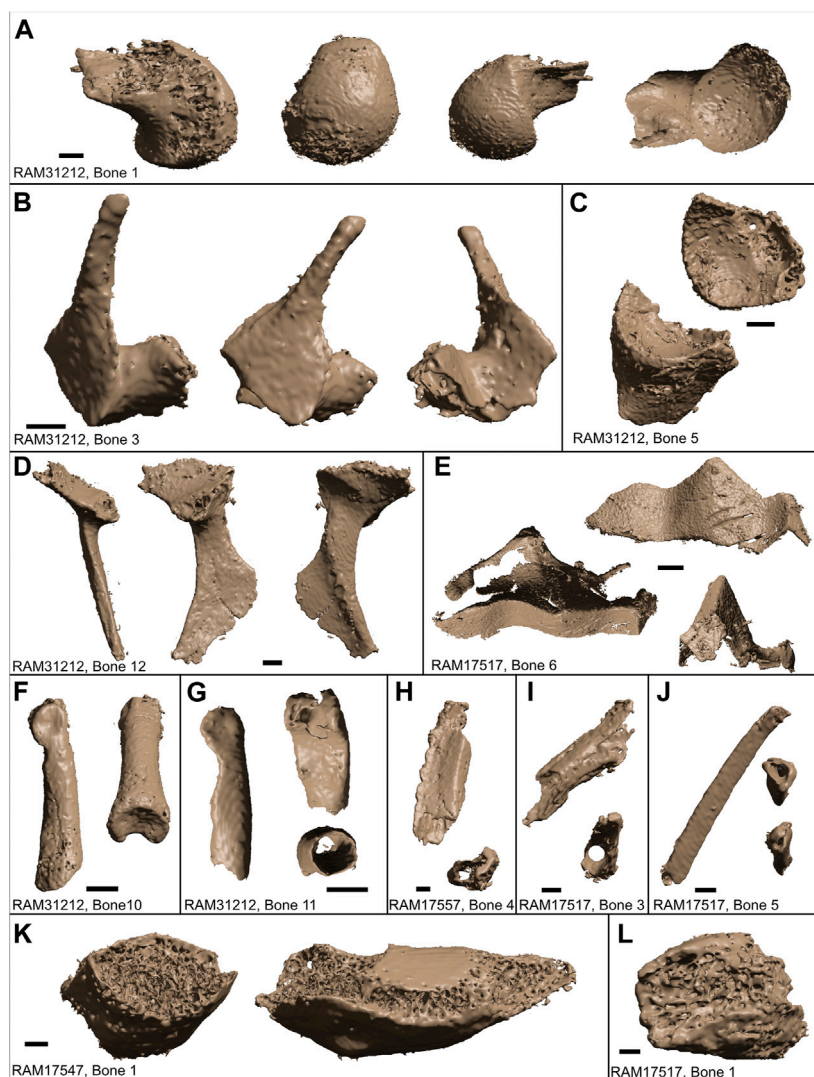 A
RAM31212, Bone 1
B
RAM31212, Bone 3
C
RAM31212, Bone 5
D
RAM31212, Bone 12
E
RAM17517, Bone 6
F
RAM31212, Bone10
G
RAM31212, Bone 11
H
RAM17557, Bone 4
I
RAM17517, Bone 3
J
RAM17517, Bone 5
K
RAM17547, Bone 1
L
RAM17517, Bone 1